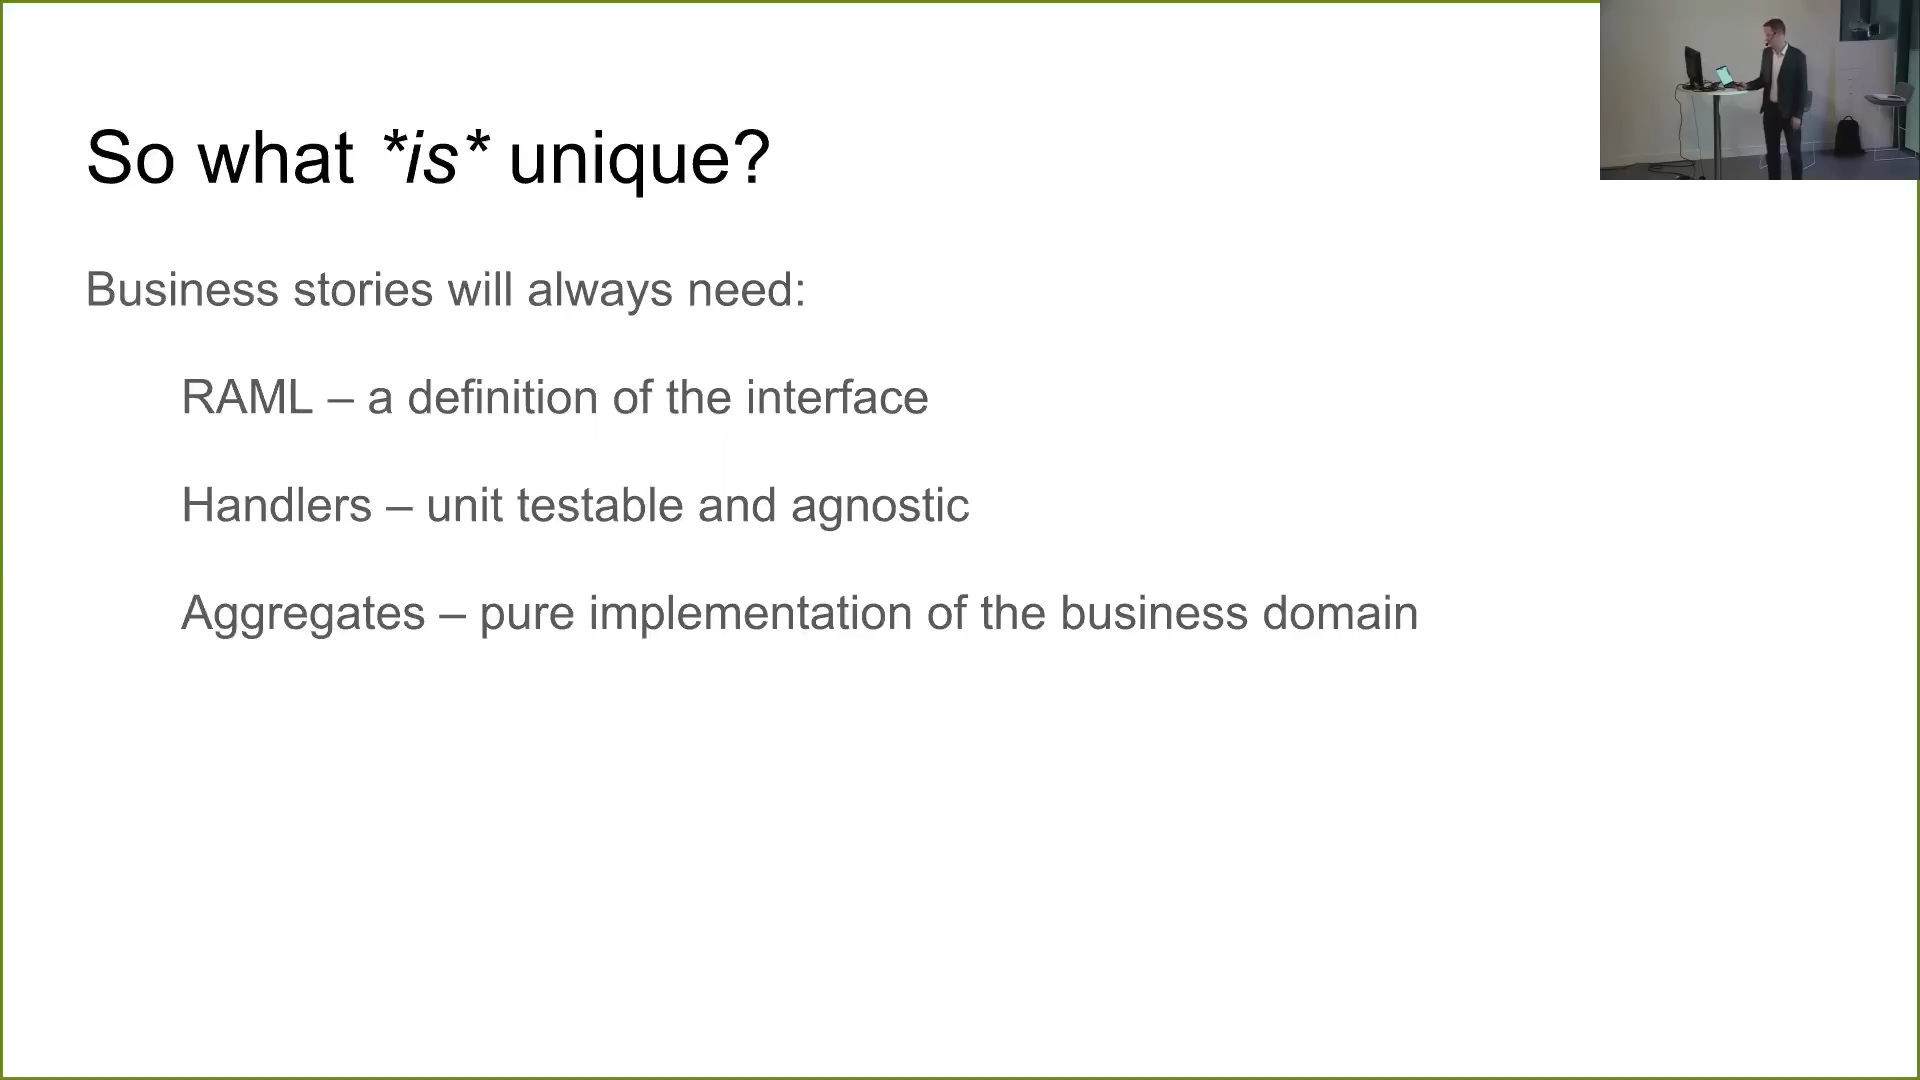 So what *is* unique?
Business stories will always need:
RAML – a definition of the interface
Handlers – unit testable and agnostic
Aggregates – pure implementation of the business domain